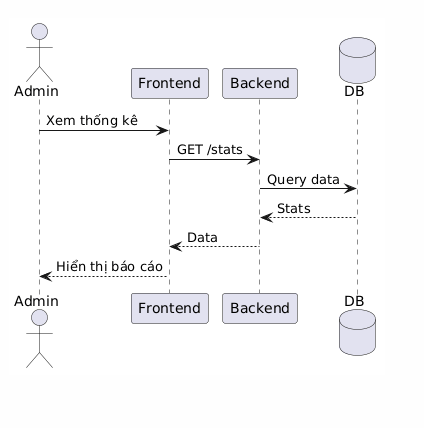 Admin
Frontend
Backend
DB
Xem thống kê
GET /stats
Query data
Stats
Data
Hiển thị báo cáo
Admin
Frontend
Backend
DB